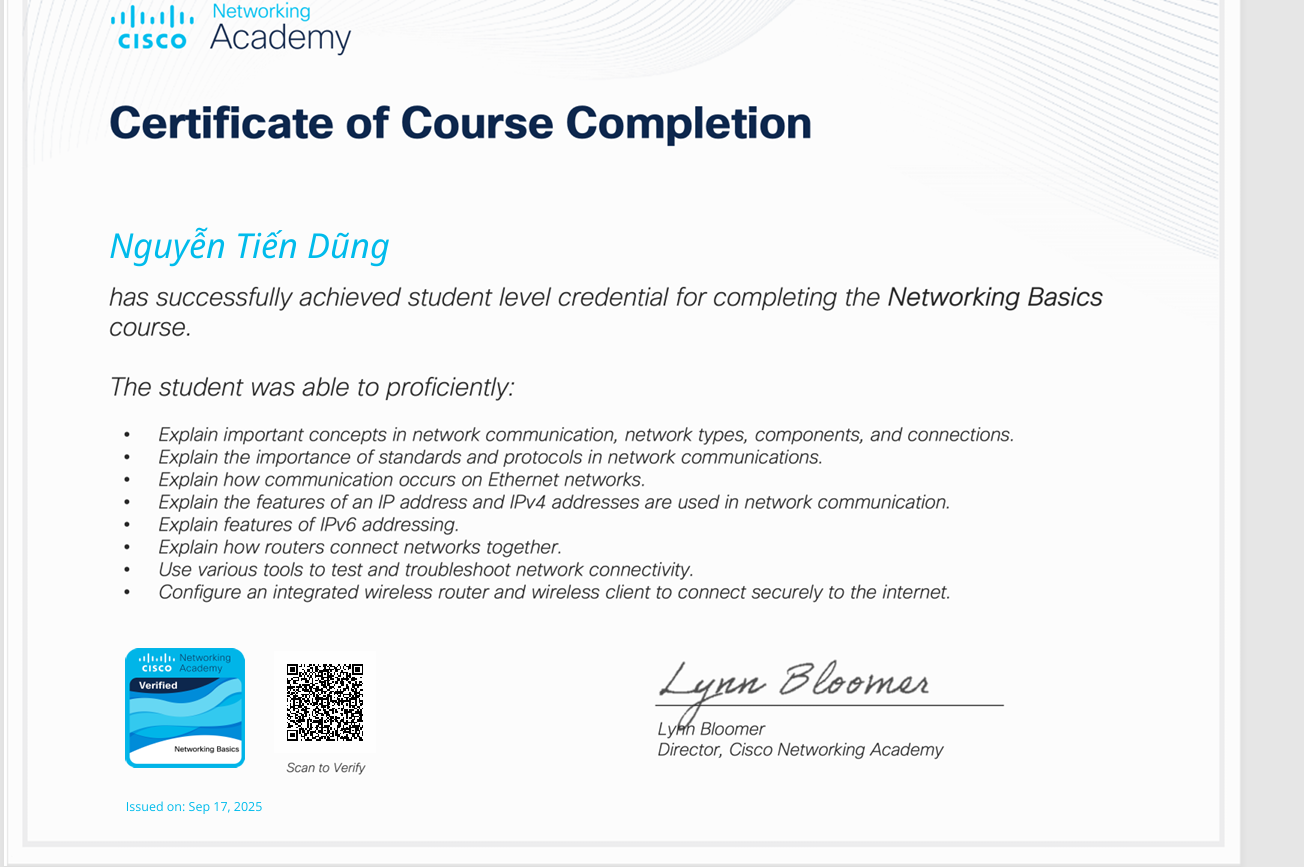 Networking
CISCO Academy
Certificate of Course Completion
Nguyễn Tiến Dũng
has successfully achieved student level credential for completing the Networking Basics
course.
The student was able to proficiently:
• Explain important concepts in network communication, network types, components, and connections.
• Explain the importance of standards and protocols in network communications.
• Explain how communication occurs on Ethernet networks.
• Explain the features of an IP address and IPv4 addresses are used in network communication.
• Explain features of IPv6 addressing.
• Explain how routers connect networks together.
• Use various tools to test and troubleshoot network connectivity.
• Configure an integrated wireless router and wireless client to connect securely to the internet.
Networking
CISCO Academy
Verified
Networking Basics
Scan to Verify
Lynn Bloomer
Lynn Bloomer
Director, Cisco Networking Academy
Issued on: Sep 17, 2025